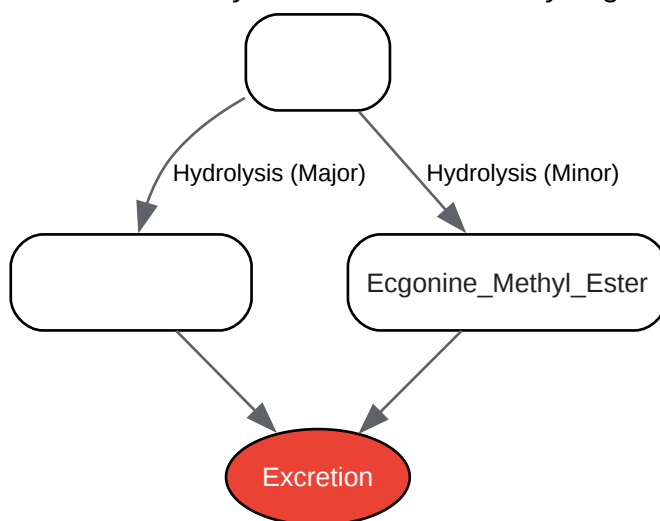 Hydrolysis (Major)
Hydrolysis (Minor)
Ecgonine_Methyl_Ester
Excretion